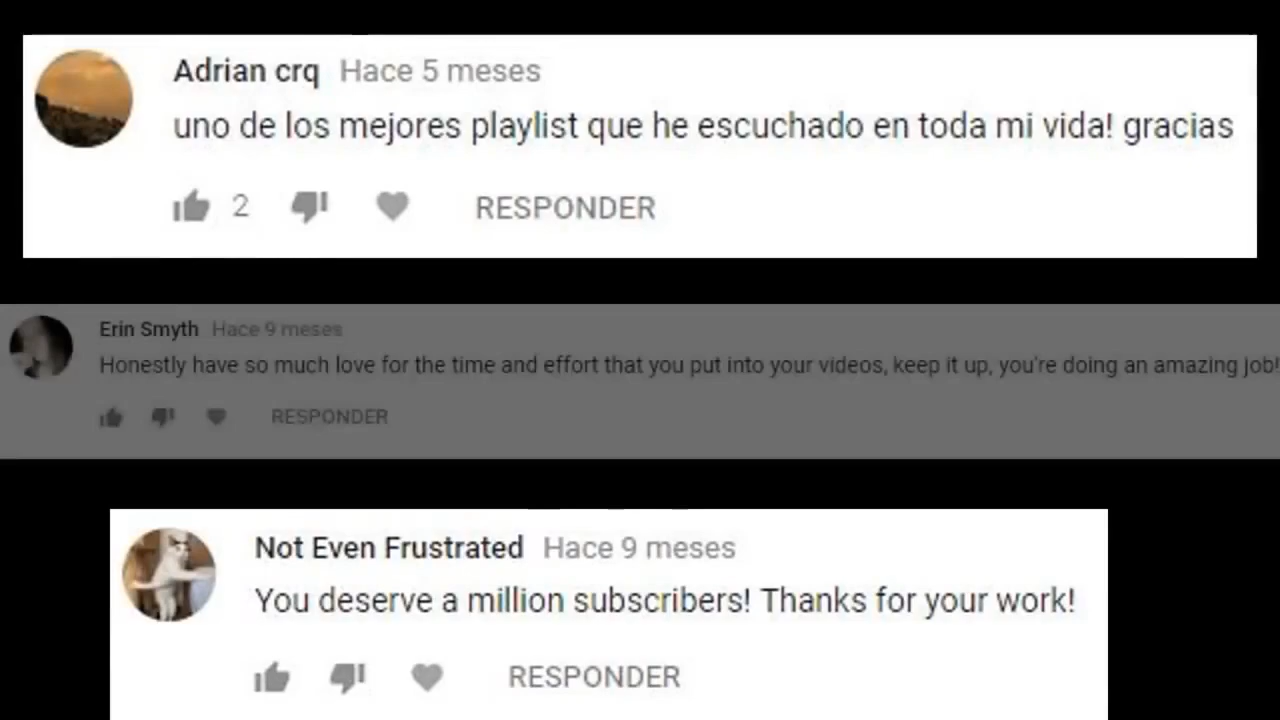 Adrian crq Hace 5 meses
uno de los mejores playlist que he escuchado en toda mi vida! gracias
2 RESPONDER
Erin Smyth Hace 9 meses
Honestly have so much love for the time and effort that you put into your videos, keep it up, you're doing an amazing job!
RESPONDER
Not Even Frustrated Hace 9 meses
You deserve a million subscribers! Thanks for your work!
RESPONDER